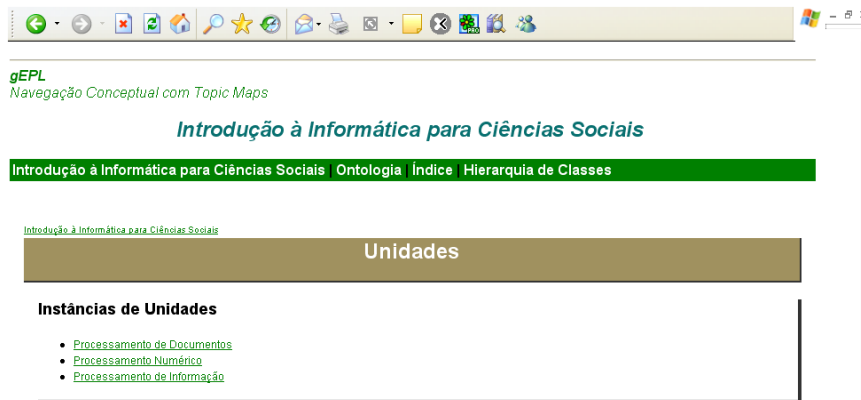 gEPL
Navegação Conceptual com Topic Maps
Introdução à Informática para Ciências Sociais
Introdução à Informática para Ciências Sociais | Ontologia | Índice | Hierarquia de Classes
Introdução à Informática para Ciências Sociais
Unidades
Instâncias de Unidades
Processamento de Documentos
Processamento Numérico
Processamento de Informação